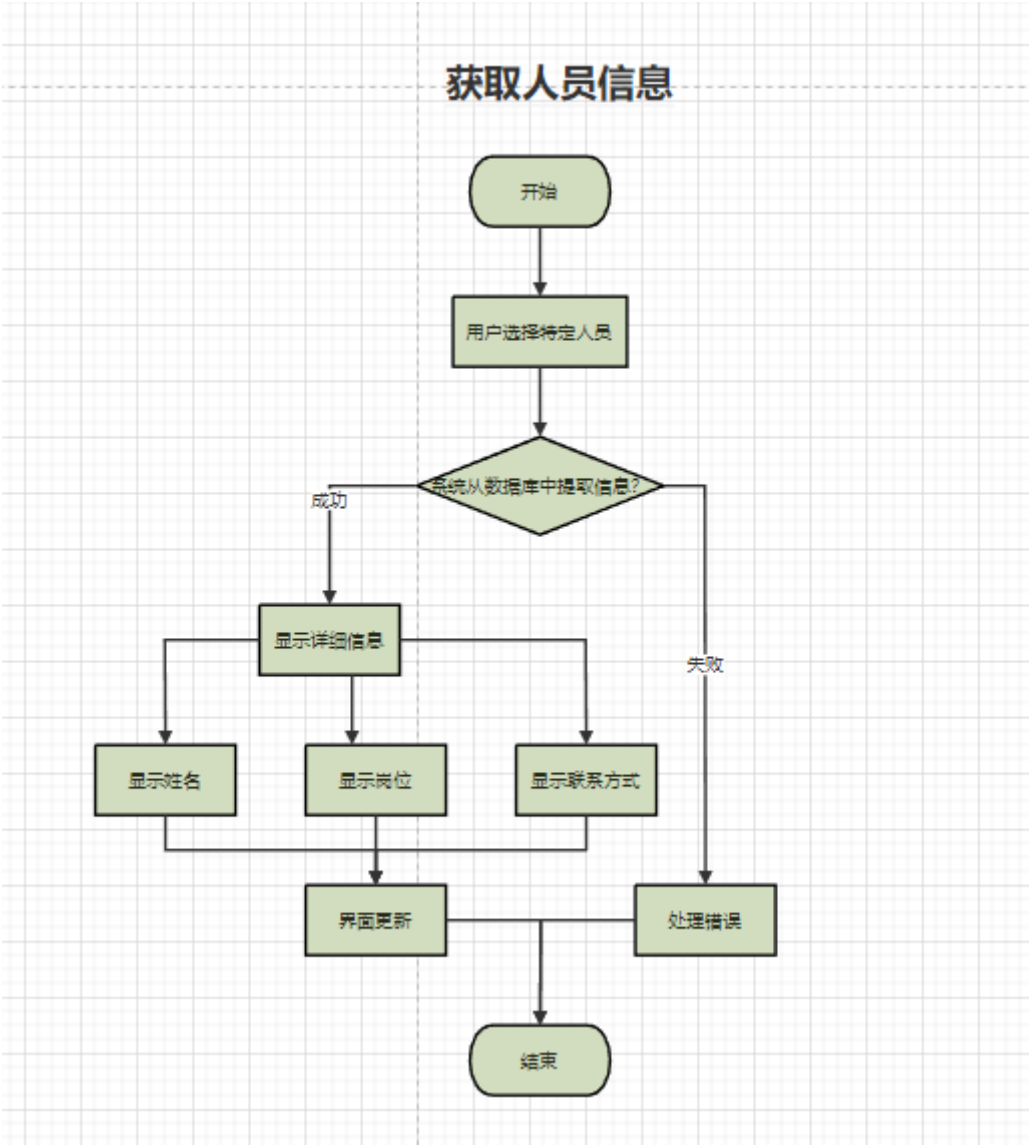 获取人员信息
开始
用户选择特定人员
系统从数据库中提取信息?
成功
显示详细信息
失败
显示姓名
显示岗位
显示联系方式
界面更新
处理错误
结束